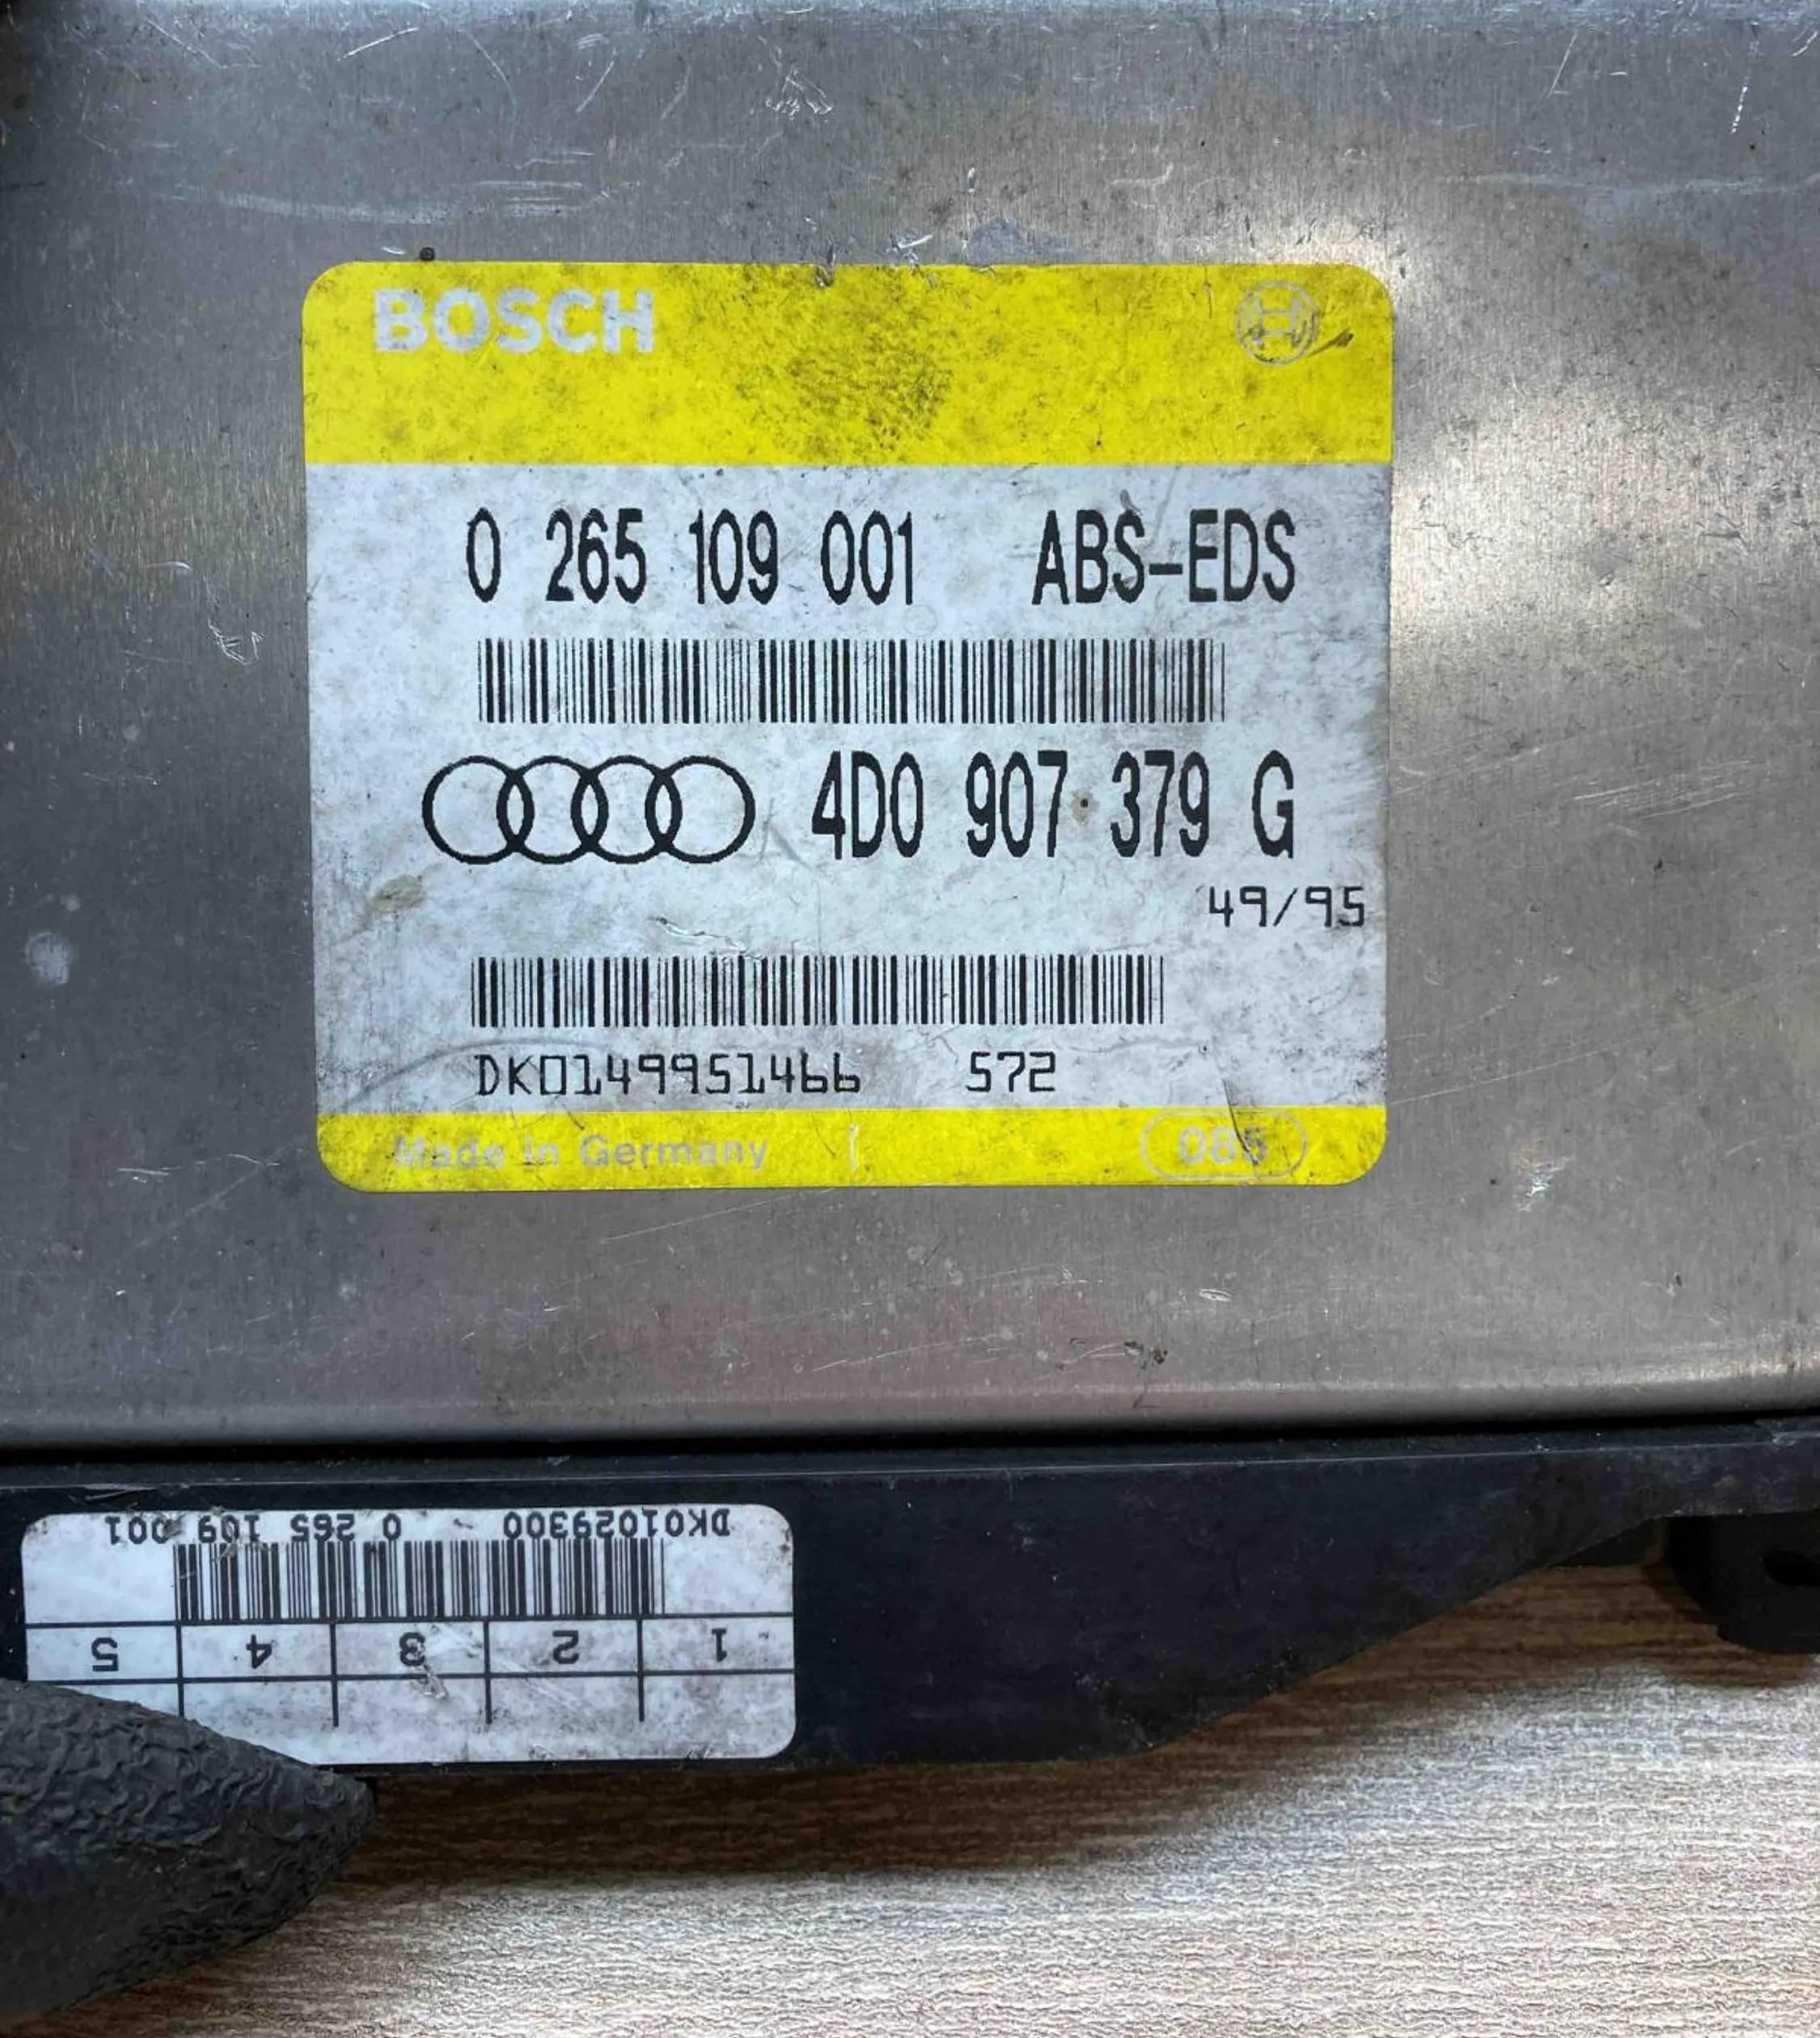 BOSCH
0 265 109 001 ABS-EDS
4D0 907 379 G
49/95
DK0149951466 572
Made in Germany 085
DK01029300 0 265 109 001
1 2 3 4 5